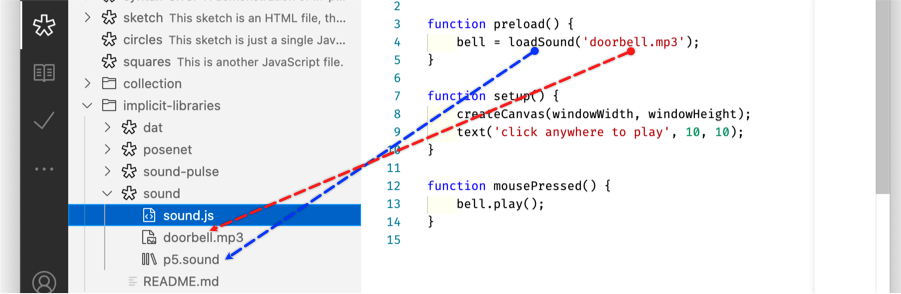 sketch This sketch is an HTML file, th...
circles This sketch is just a single Jav...
squares This is another JavaScript file.
collection
implicit-libraries
dat
posenet
sound-pulse
sound
sound.js
doorbell.mp3
p5.sound
README.md
2
3 function preload() {
4 bell = loadSound('doorbell.mp3');
5 }
6
7 function setup() {
8 createCanvas(windowWidth, windowHeight);
9 text('click anywhere to play', 10, 10);
10 }
11
12 function mousePressed() {
13 bell.play();
14 }
15